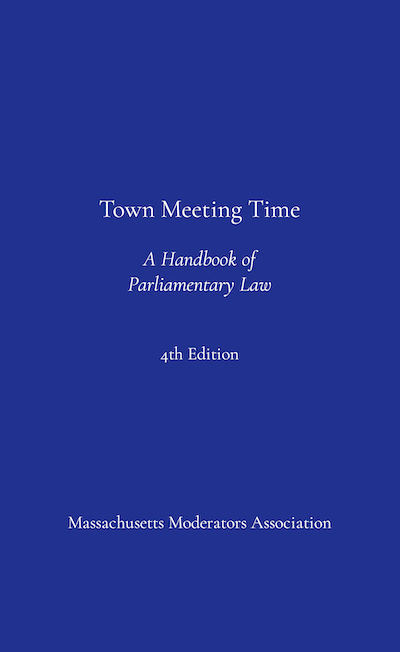 Town Meeting Time
A Handbook of
Parliamentary Law
4th Edition
Massachusetts Moderators Association